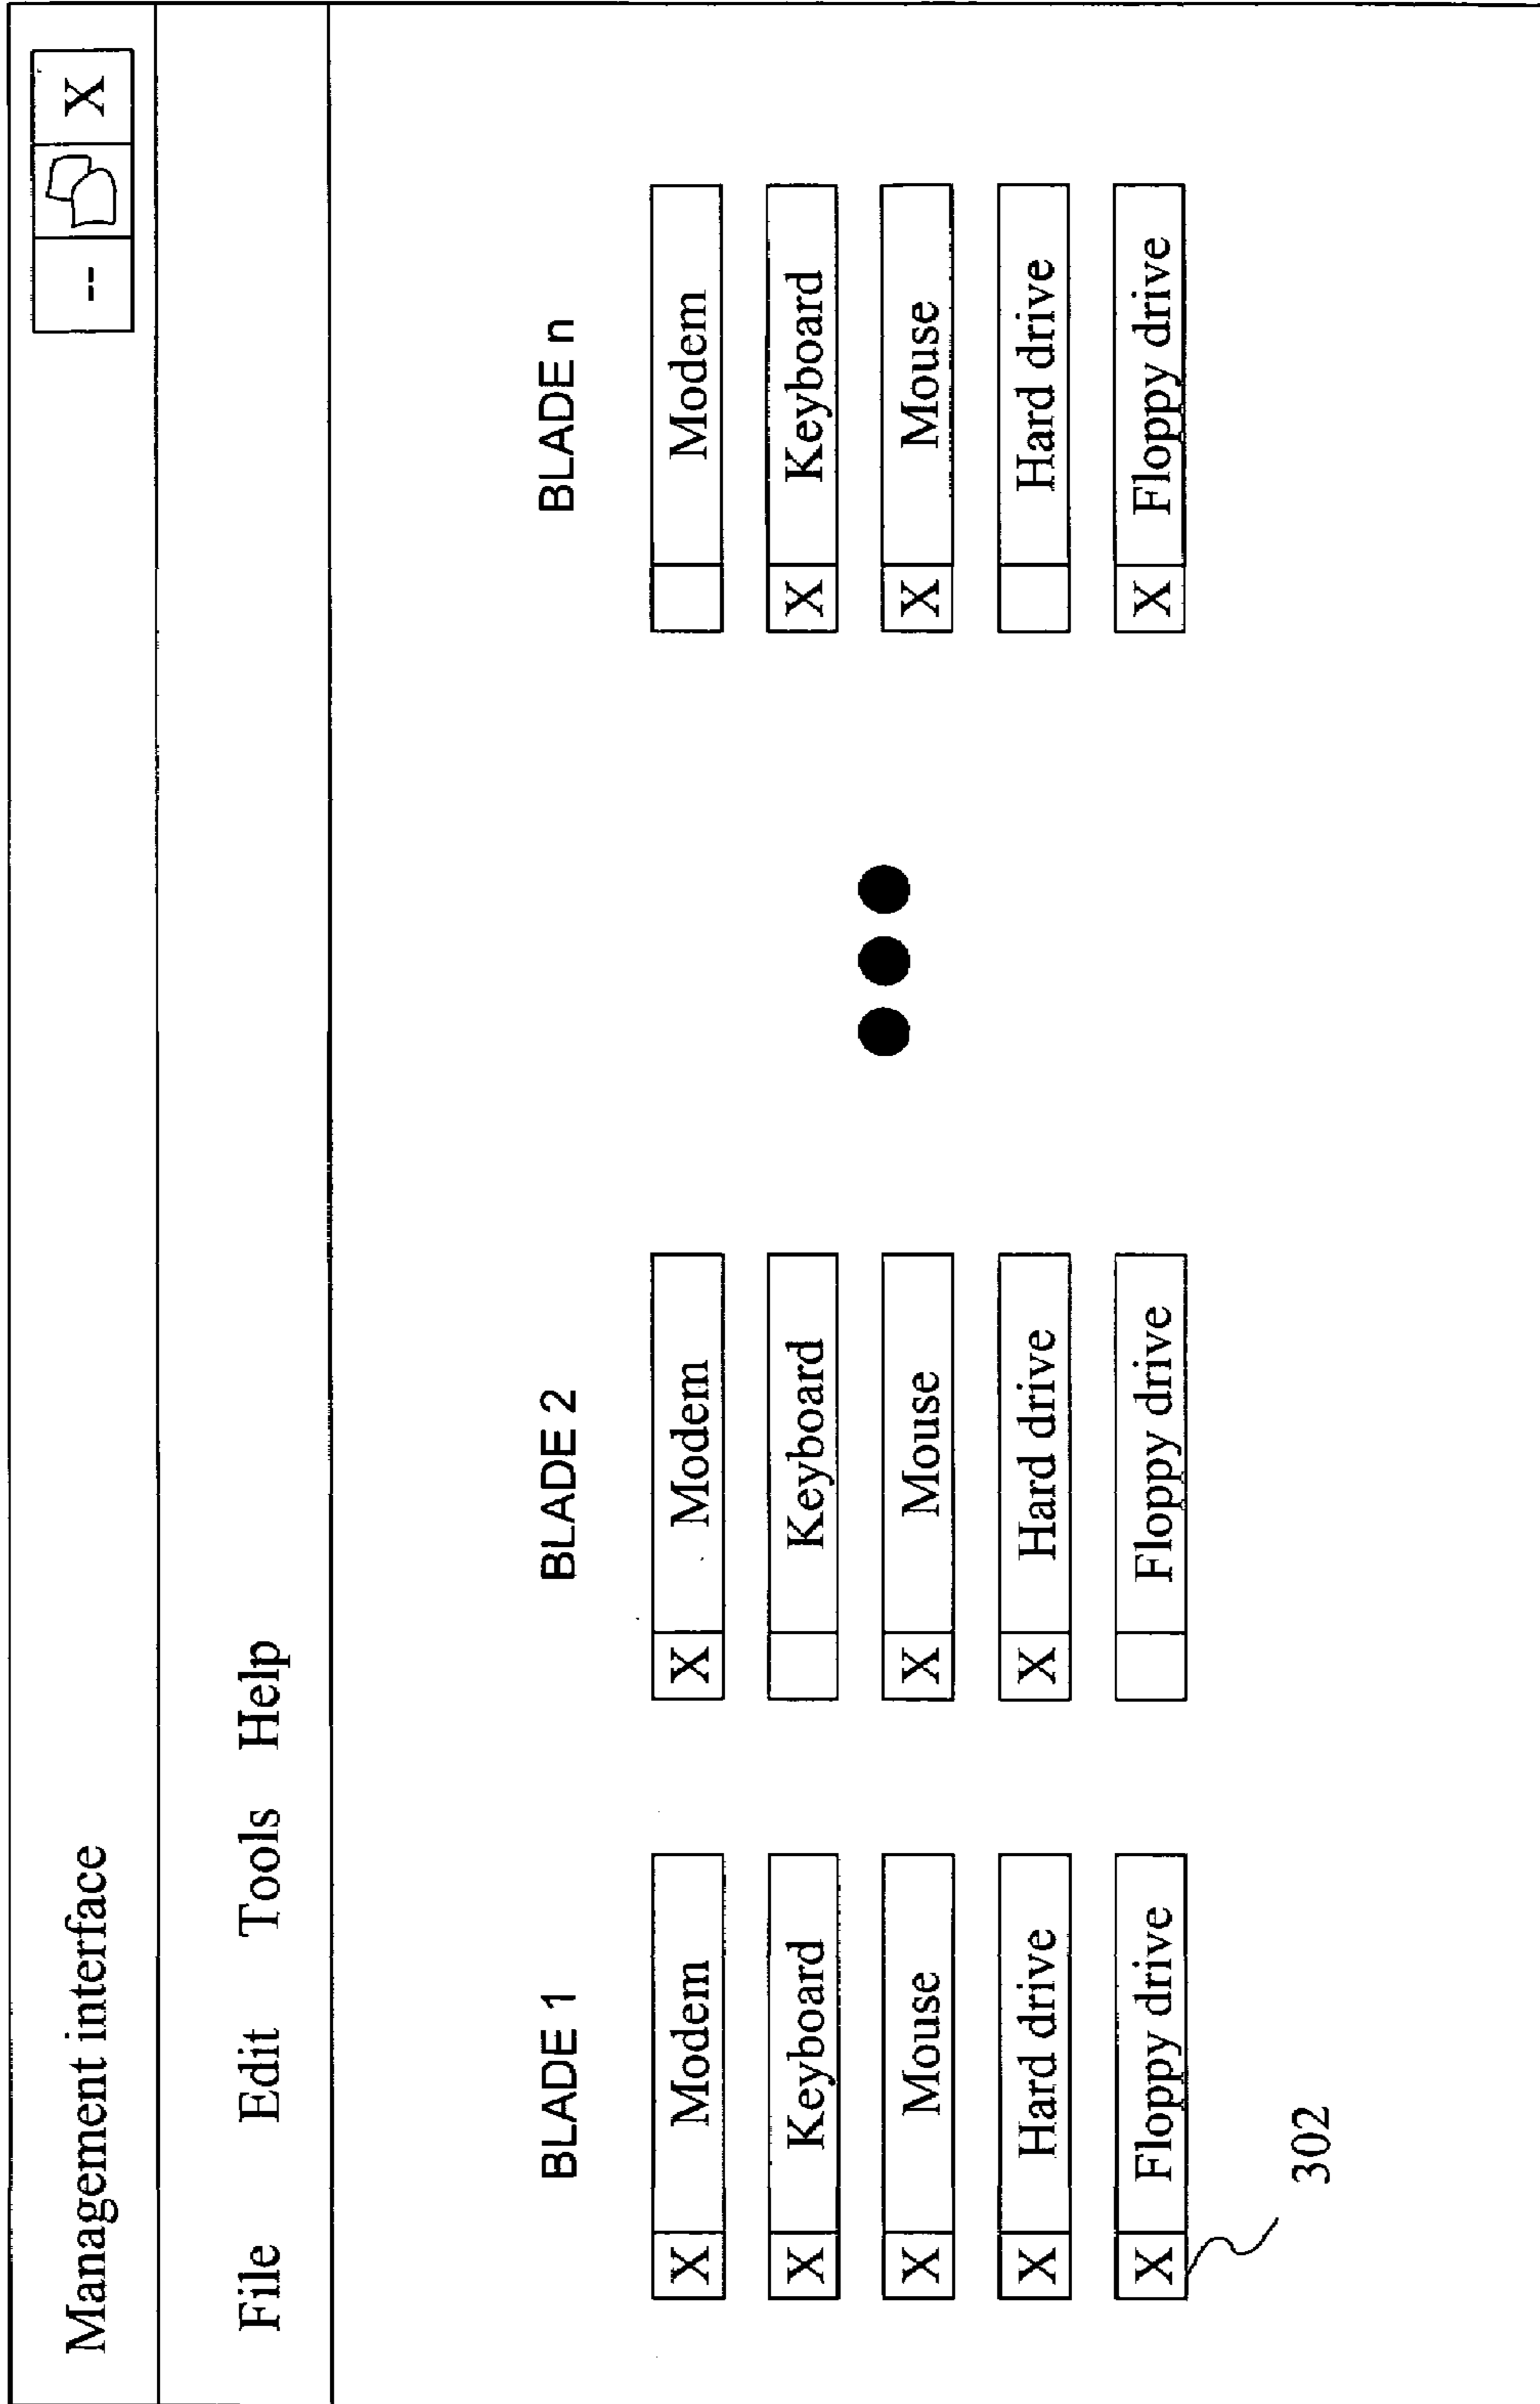 Management interface
-- X
File Edit Tools Help
BLADE 1 BLADE 2 BLADE n
X Modem X Modem Modem
X Keyboard Keyboard X Keyboard
X Mouse X Mouse X Mouse
X Hard drive X Hard drive Hard drive
X Floppy drive Floppy drive X Floppy drive
302